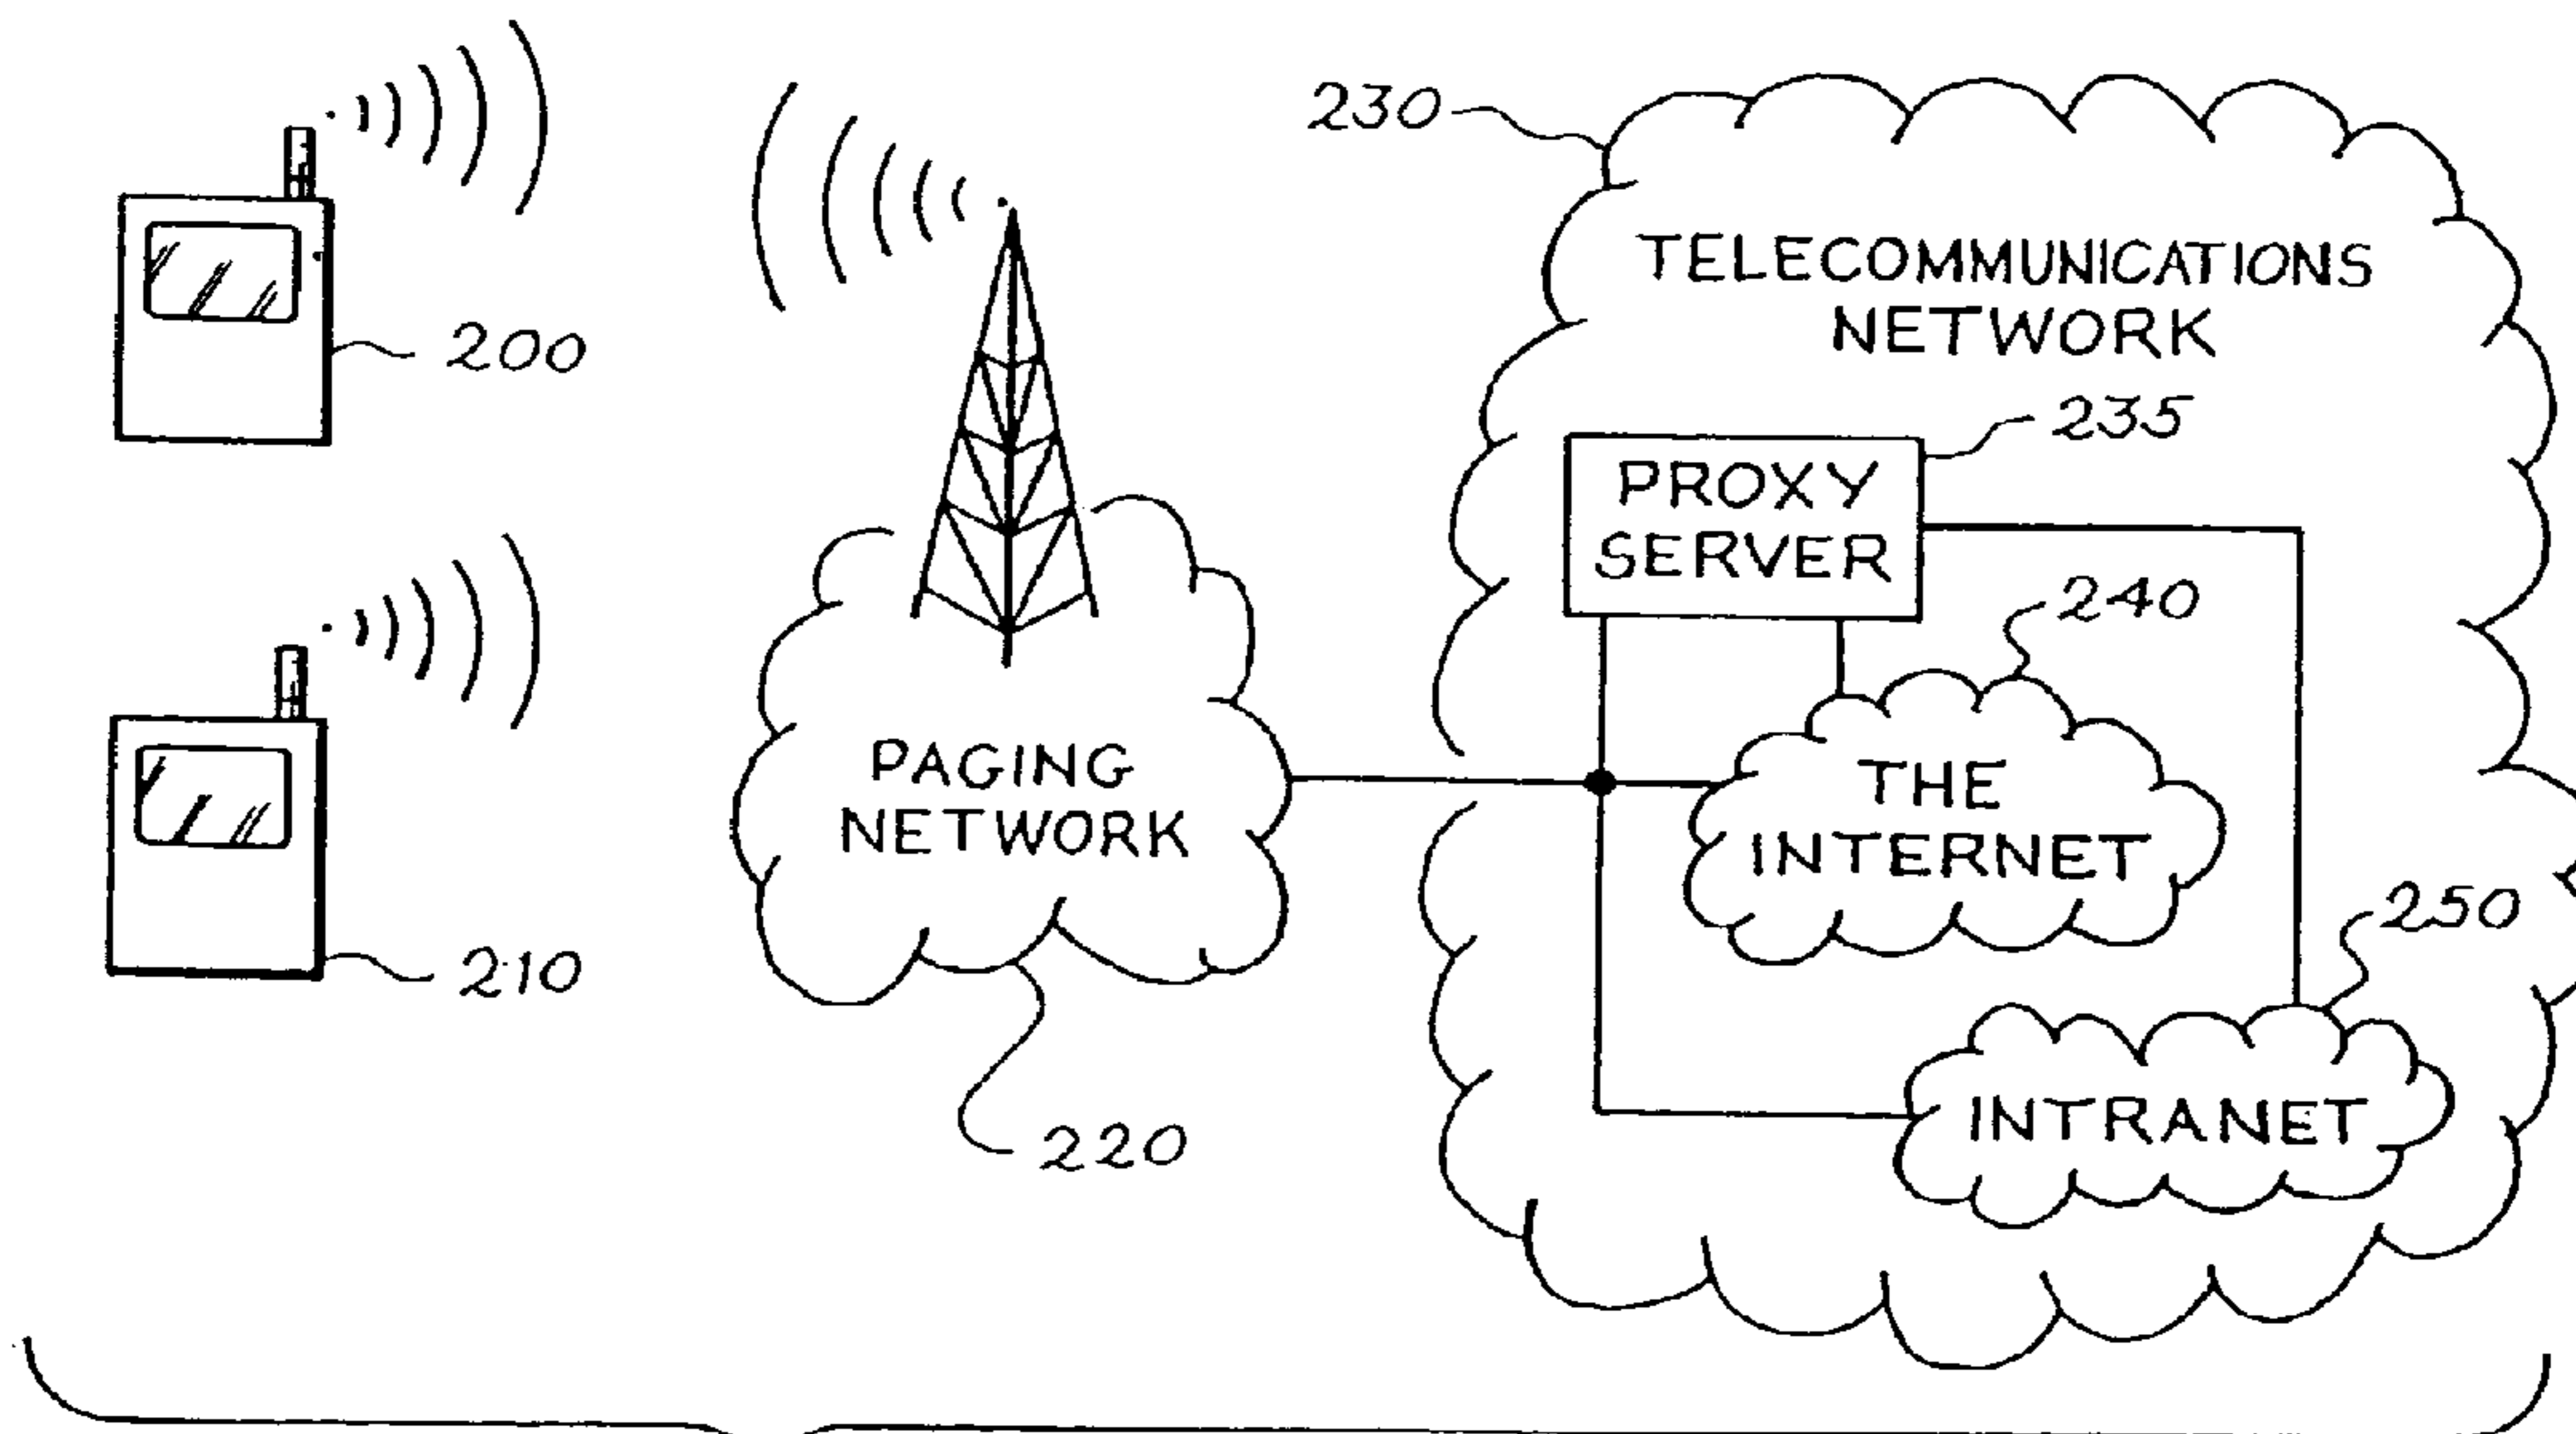 230
TELECOMMUNICATIONS
NETWORK
200
235
PROXY
SERVER
240
THE
INTERNET
PAGING
NETWORK
250
210
INTRANET
220